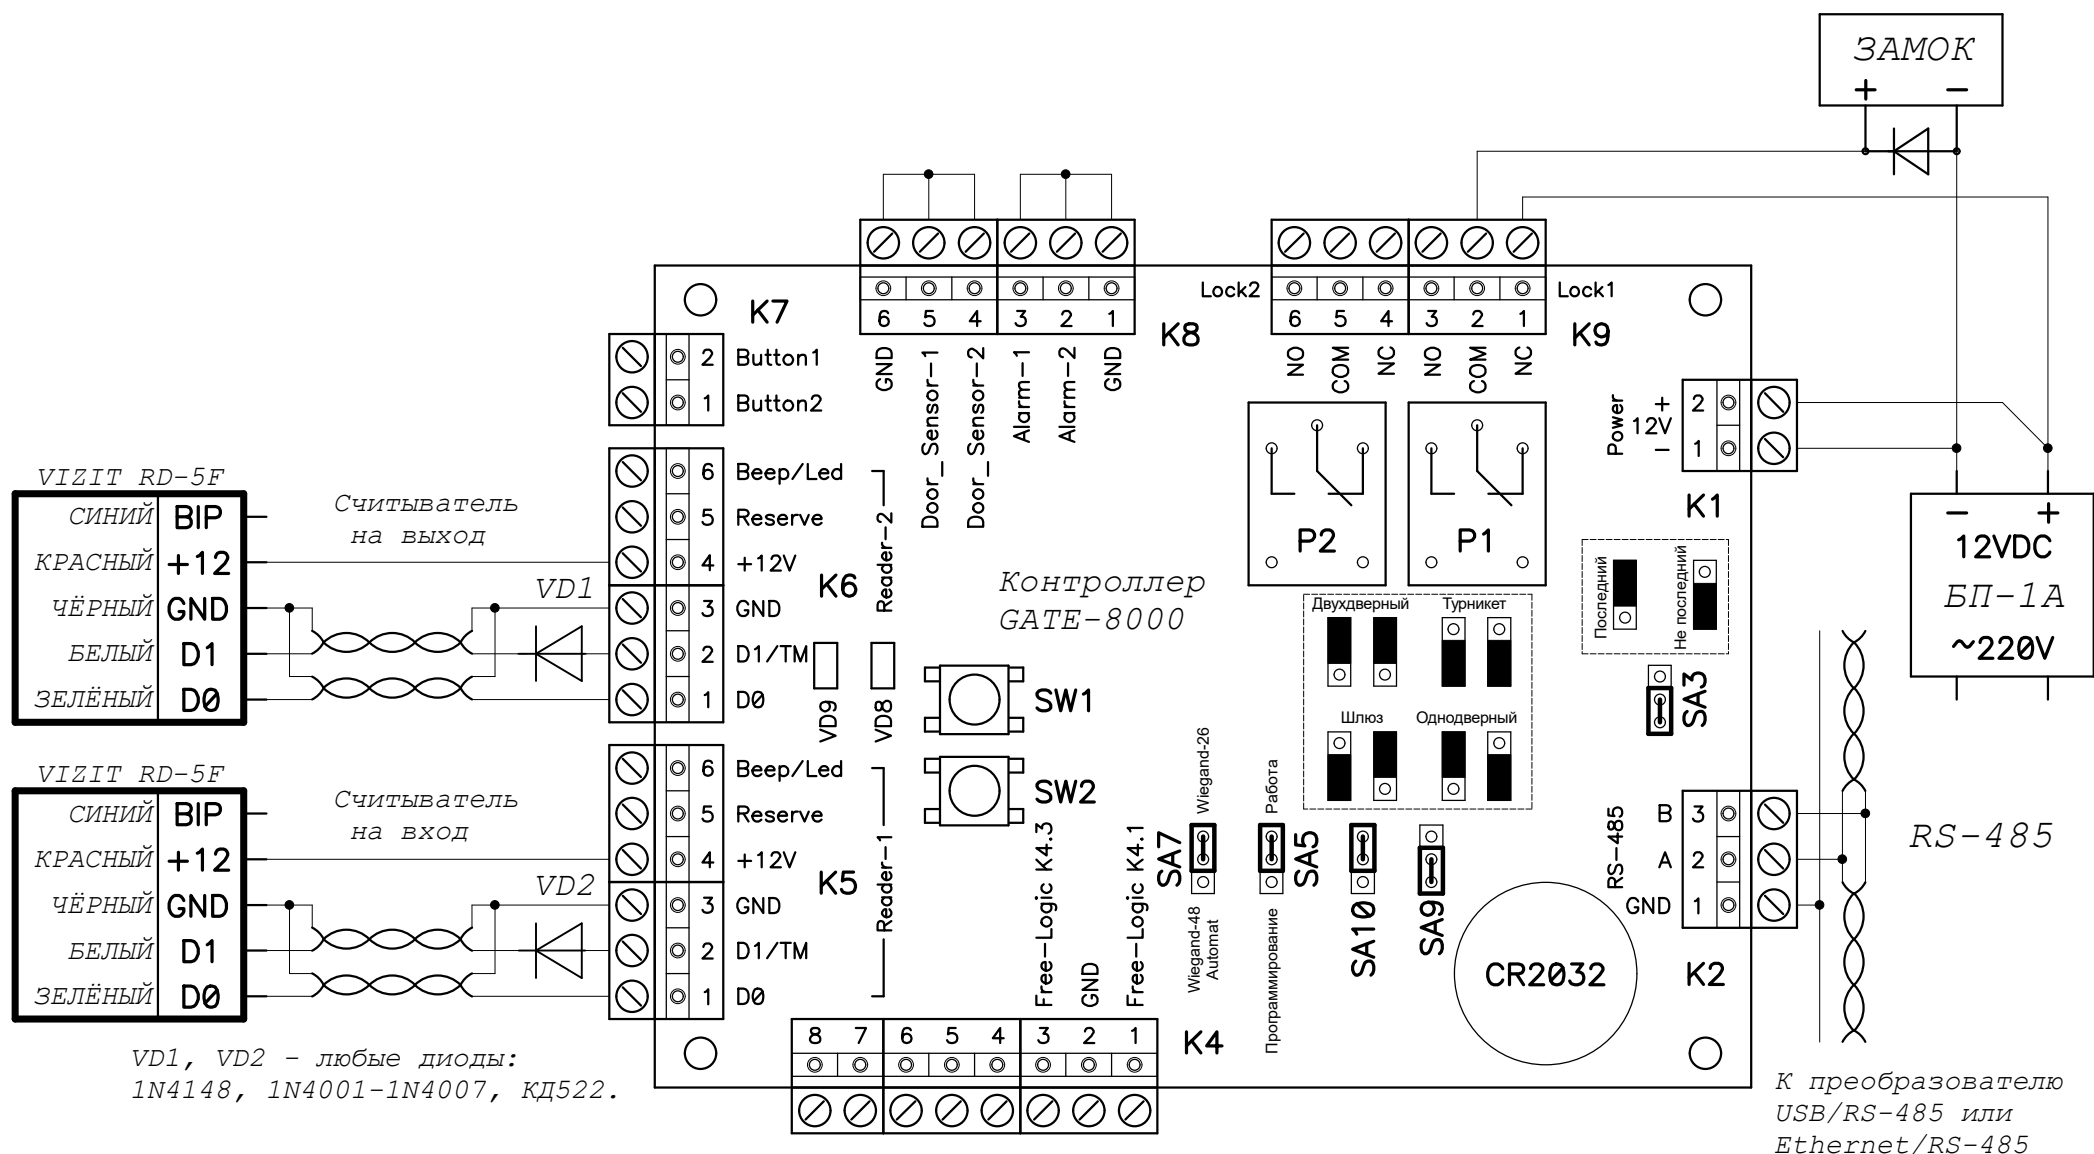 ЗАМОК
+ −
Lock2
Lock1
6 5 4 3 2 1
GND
Door_Sensor-1
Door_Sensor-2
Alarm-1
Alarm-2
GND
K8
6 5 4 3 2 1
NO
COM
NC
NO
COM
NC
K9
K7
2 Button1
1 Button2
Power
+
12V
−
2
1
K1
P2
P1
− +
12VDC
БП-1А
~220V
VIZIT RD-5F
СИНИЙ BIP
КРАСНЫЙ +12
ЧЁРНЫЙ GND
БЕЛЫЙ D1
ЗЕЛЁНЫЙ D0
Считыватель
на выход
VD1
6 Beep/Led
5 Reserve
4 +12V
3 GND
2 D1/TM
1 D0
K6
Reader-2
VD9
VD8
Контроллер
GATE-8000
SW1
SW2
Двухдверный
Турникет
Шлюз
Однодверный
Последний
Не последний
SA3
VIZIT RD-5F
СИНИЙ BIP
КРАСНЫЙ +12
ЧЁРНЫЙ GND
БЕЛЫЙ D1
ЗЕЛЁНЫЙ D0
Считыватель
на вход
VD2
6 Beep/Led
5 Reserve
4 +12V
3 GND
2 D1/TM
1 D0
K5
Reader-1
Free-Logic K4.3
GND
Free-Logic K4.1
Wiegand-26
SA7
Wiegand-48
Automat
Работа
SA5
Программирование
SA10
SA9
CR2032
RS-485
B 3
A 2
GND 1
K2
RS-485
8 7 6 5 4 3 2 1
K4
VD1, VD2 - любые диоды:
1N4148, 1N4001-1N4007, КД522.
К преобразователю
USB/RS-485 или
Ethernet/RS-485